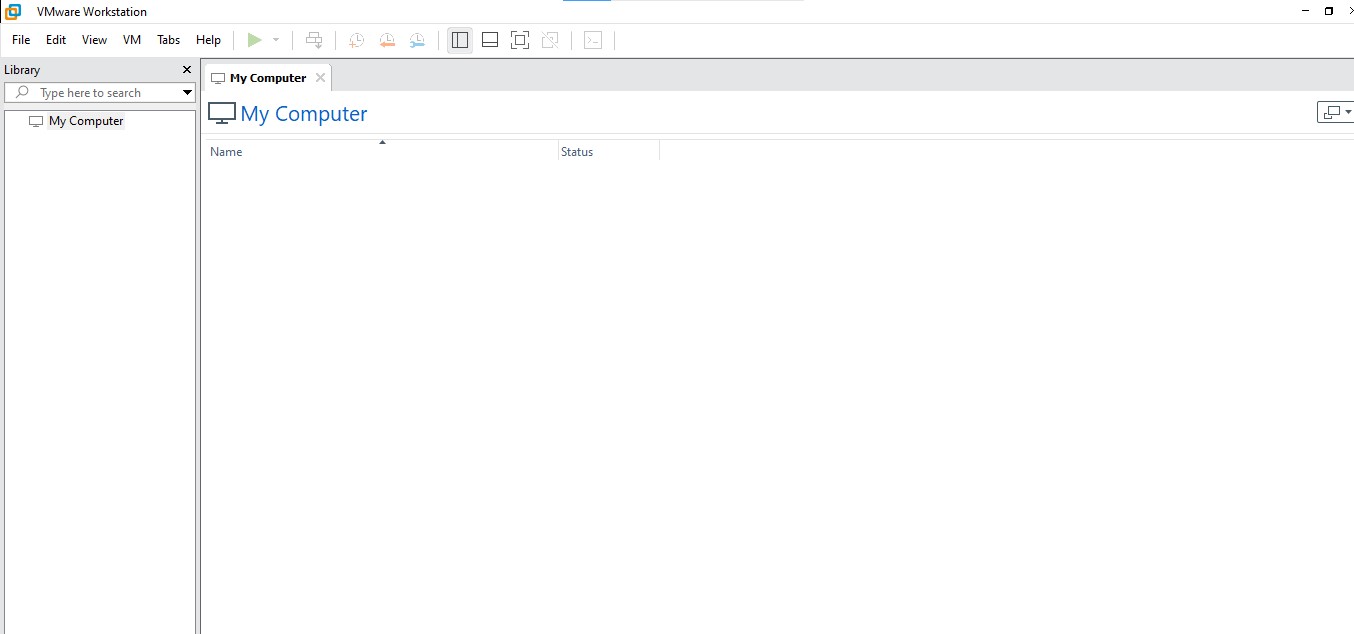 VMware Workstation
File Edit View VM Tabs Help
Library
Type here to search
My Computer
My Computer
My Computer
Name Status